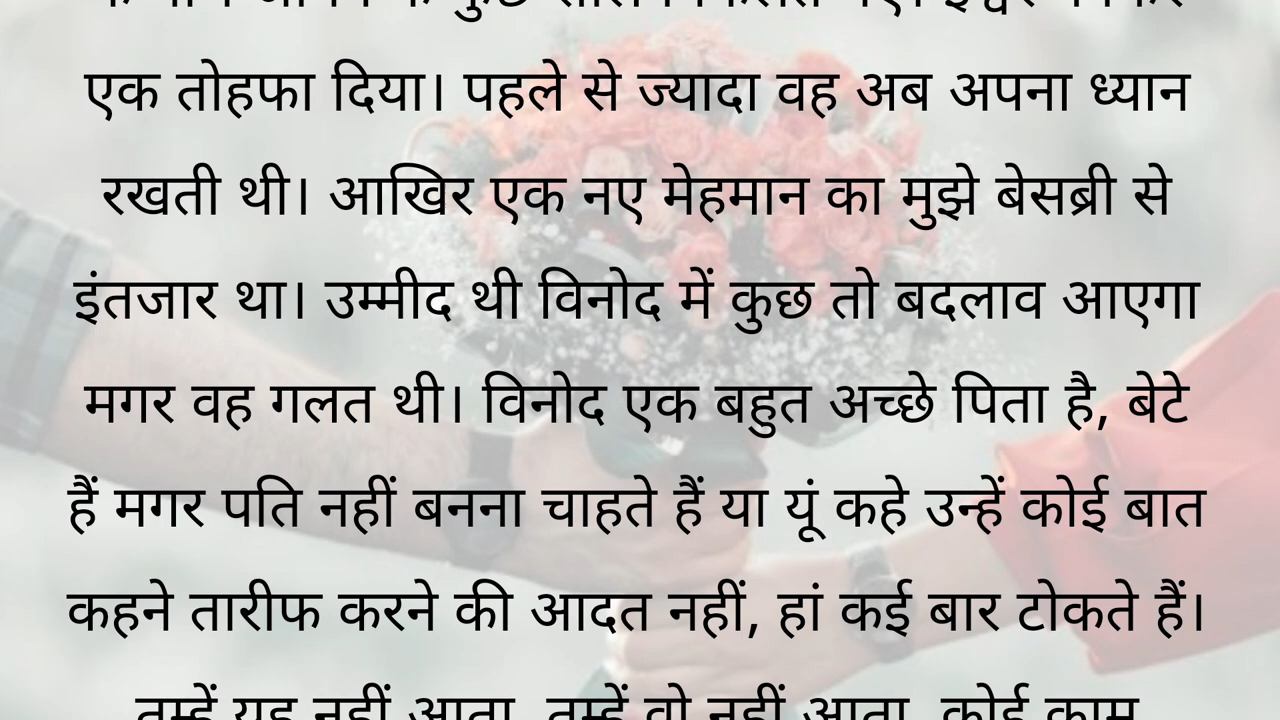 एक तोहफा दिया। पहले से ज्यादा वह अब अपना ध्यान
रखती थी। आखिर एक नए मेहमान का मुझे बेसब्री से
इंतजार था। उम्मीद थी विनोद में कुछ तो बदलाव आएगा
मगर वह गलत थी। विनोद एक बहुत अच्छे पिता है, बेटे
हैं मगर पति नहीं बनना चाहते हैं या यूं कहे उन्हें कोई बात
कहने तारीफ करने की आदत नहीं, हां कई बार टोकते हैं।
तुम्हें यह नहीं आता, तुम्हें वो नहीं आता, कोई काम